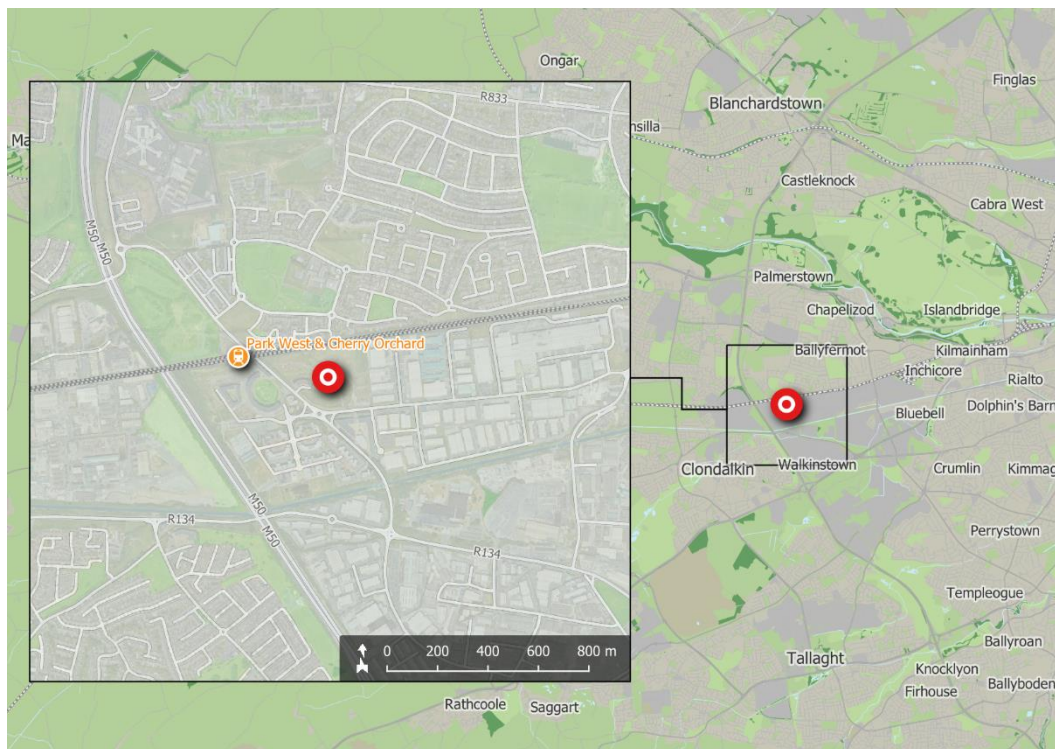 Ongar
Finglas
Blanchardstown
R833
nsilla
Ma
Castleknock
Cabra West
M50-M50
Palmerstown
Chapelizod
Islandbridge
Park West & Cherry Orchard
Ballyfermot
Kilmainham
Inchicore
Rialto
Dolphin's Barn
Bluebell
Clondalkin
Walkinstown
Crumlin
Kimmag
M50
M50
R134
R134
Perrystown
Templeogue
Ballyroan
Tallaght
Knocklyon
Ballyboden
Firhouse
0 200 400 600 800 m
Rathcoole
Saggart